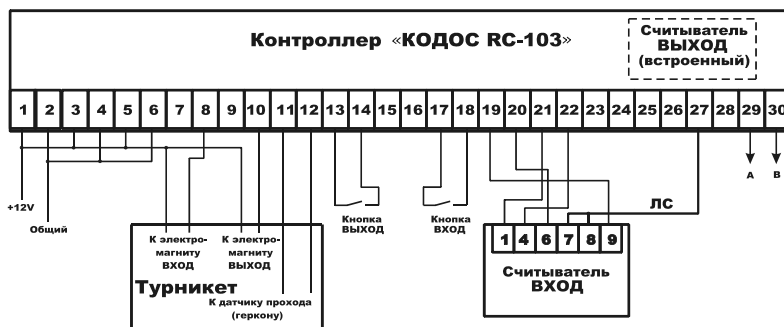 Контроллер «КОДОС RC-103»
Считыватель
ВЫХОД
(встроенный)
1 2 3 4 5 6 7 8 9 10 11 12 13 14 15 16 17 18 19 20 21 22 23 24 25 26 27 28 29 30
+12V
Общий
К электро-
магниту
ВХОД
К электро-
магниту
ВЫХОД
Турникет
К датчику прохода
(геркону)
Кнопка
ВЫХОД
Кнопка
ВХОД
ЛС
А
В
1 4 6 7 8 9
Считыватель
ВХОД